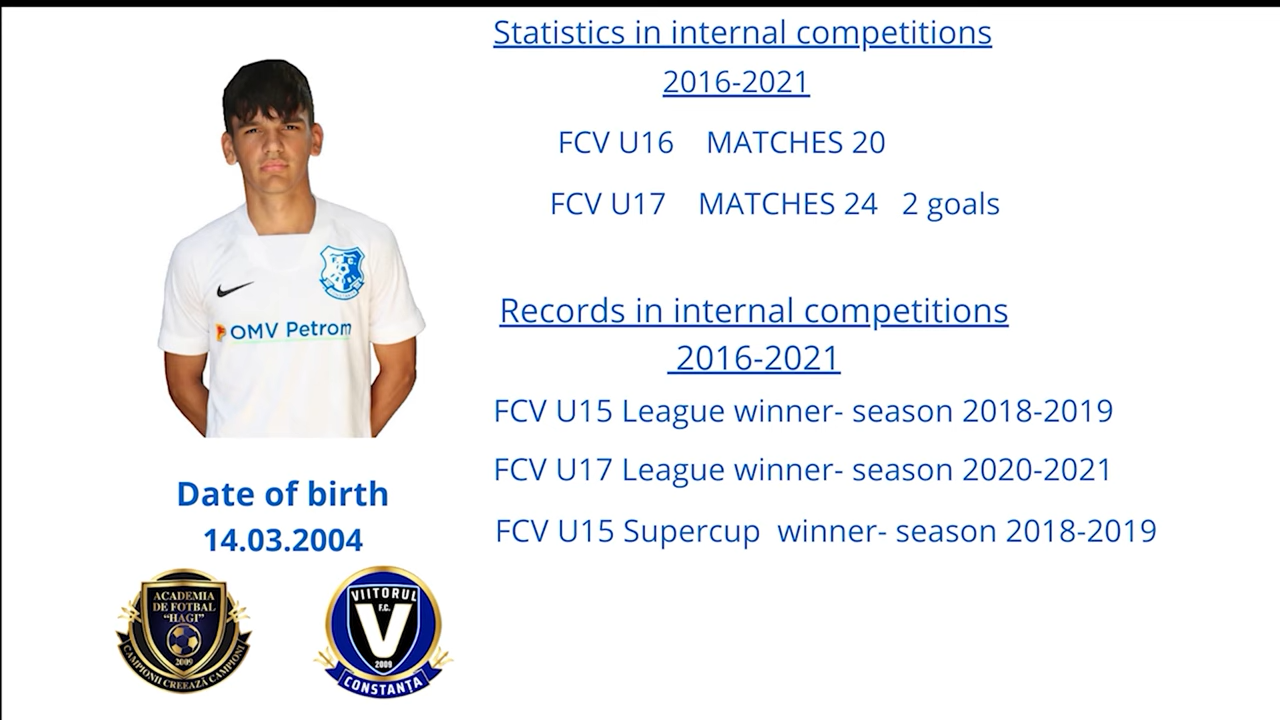 Statistics in internal competitions
2016-2021
FCV U16 MATCHES 20
FCV U17 MATCHES 24 2 goals
OMV Petrom
Records in internal competitions
2016-2021
FCV U15 League winner- season 2018-2019
FCV U17 League winner- season 2020-2021
FCV U15 Supercup winner- season 2018-2019
Date of birth
14.03.2004
ACADEMIA
DE FOTBAL
"HAGI"
2009
CAMPIONII CREEAZĂ CAMPIONI
VIITORUL
F.C.
V
2009
CONSTANȚA